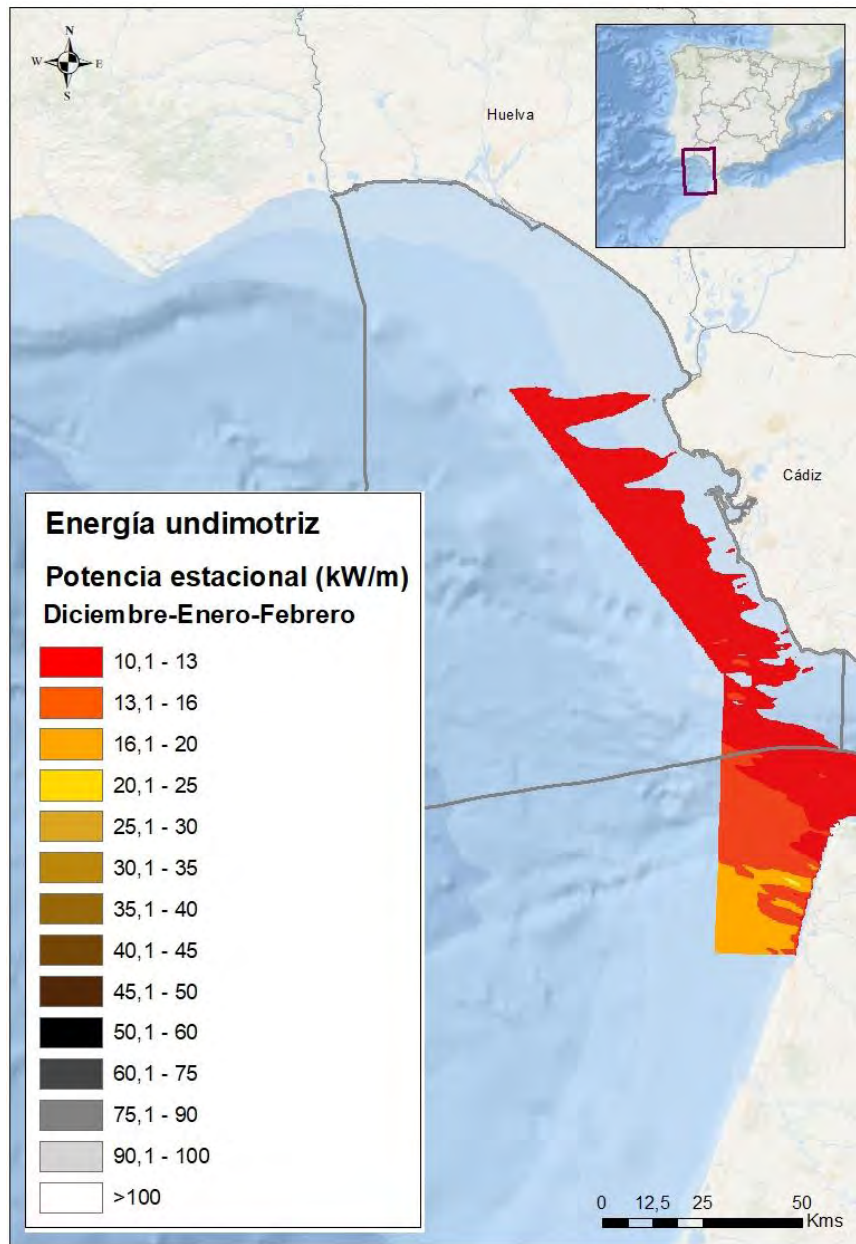 N
W E
S
Huelva
Cádiz
Energía undimotriz
Potencia estacional (kW/m)
Diciembre-Enero-Febrero
10,1 - 13
13,1 - 16
16,1 - 20
20,1 - 25
25,1 - 30
30,1 - 35
35,1 - 40
40,1 - 45
45,1 - 50
50,1 - 60
60,1 - 75
75,1 - 90
90,1 - 100
>100
0 12,5 25 50
Kms